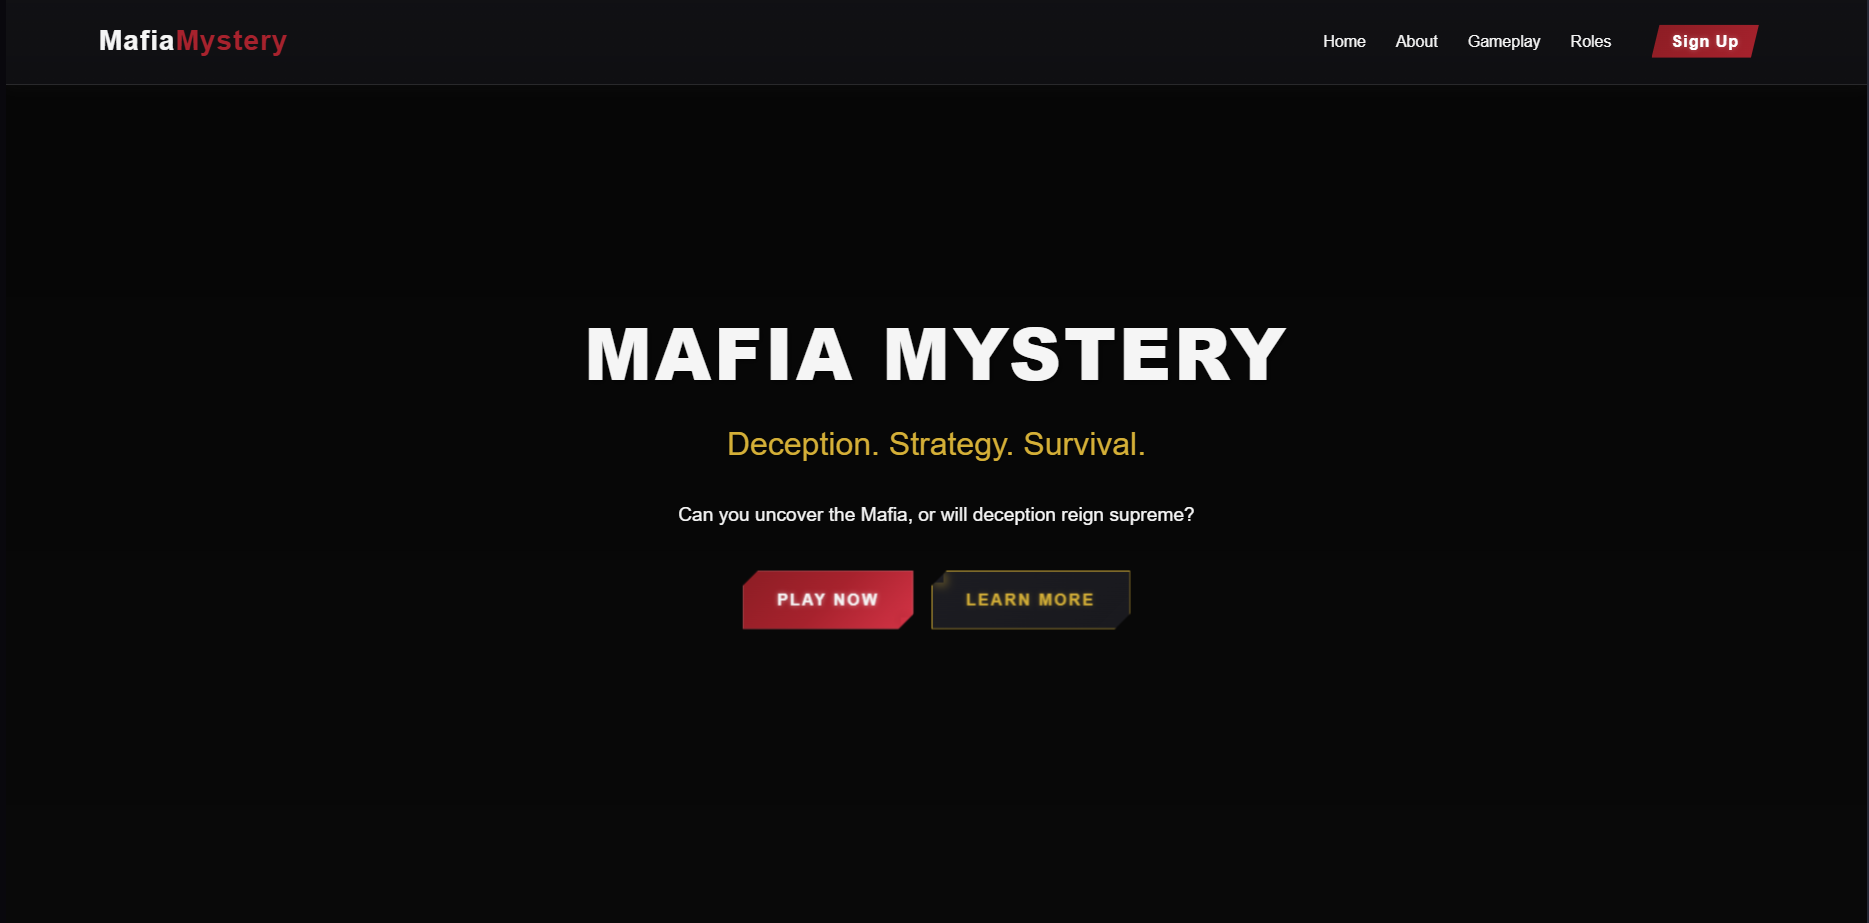 MafiaMystery
Home About Gameplay Roles Sign Up
MAFIA MYSTERY
Deception. Strategy. Survival.
Can you uncover the Mafia, or will deception reign supreme?
PLAY NOW LEARN MORE